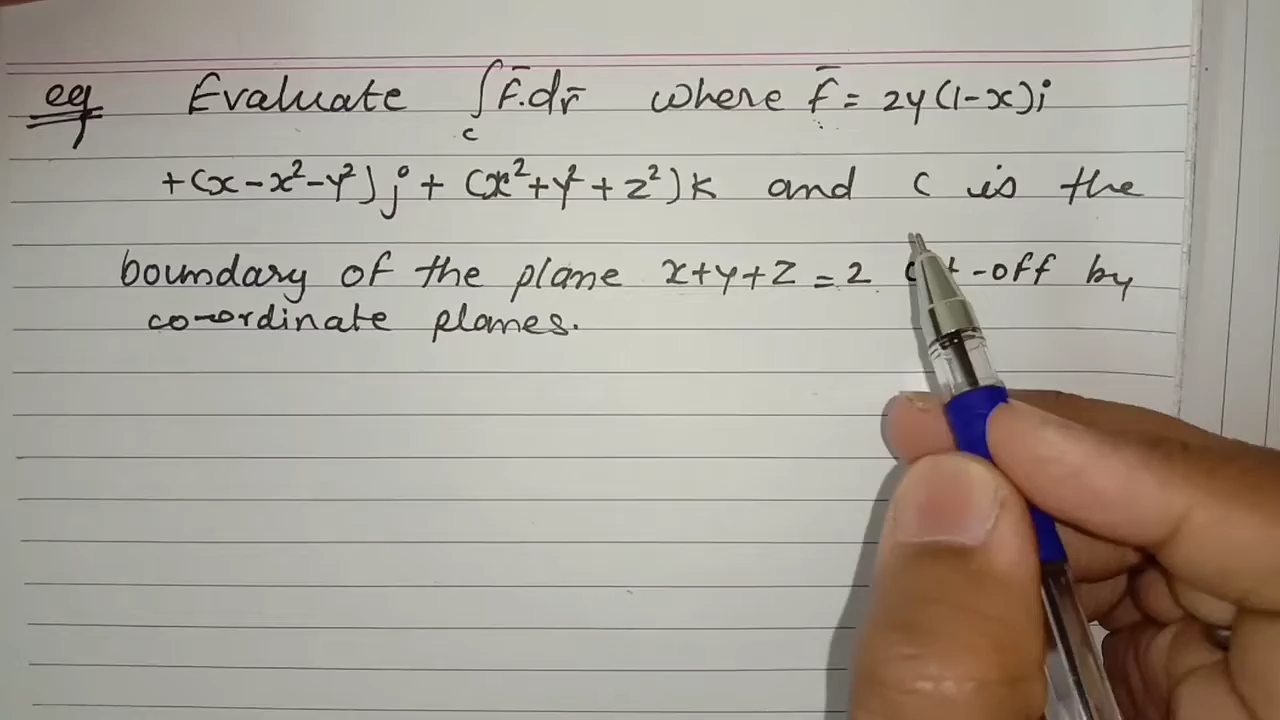 eg Evaluate ∫_c F̄.dr̄ where F̄ = 2y(1-x)i
+(x-x²-y²)j + (x²+y²+z²)k and C is the
boundary of the plane x+y+z = 2 -off by
co-ordinate planes.